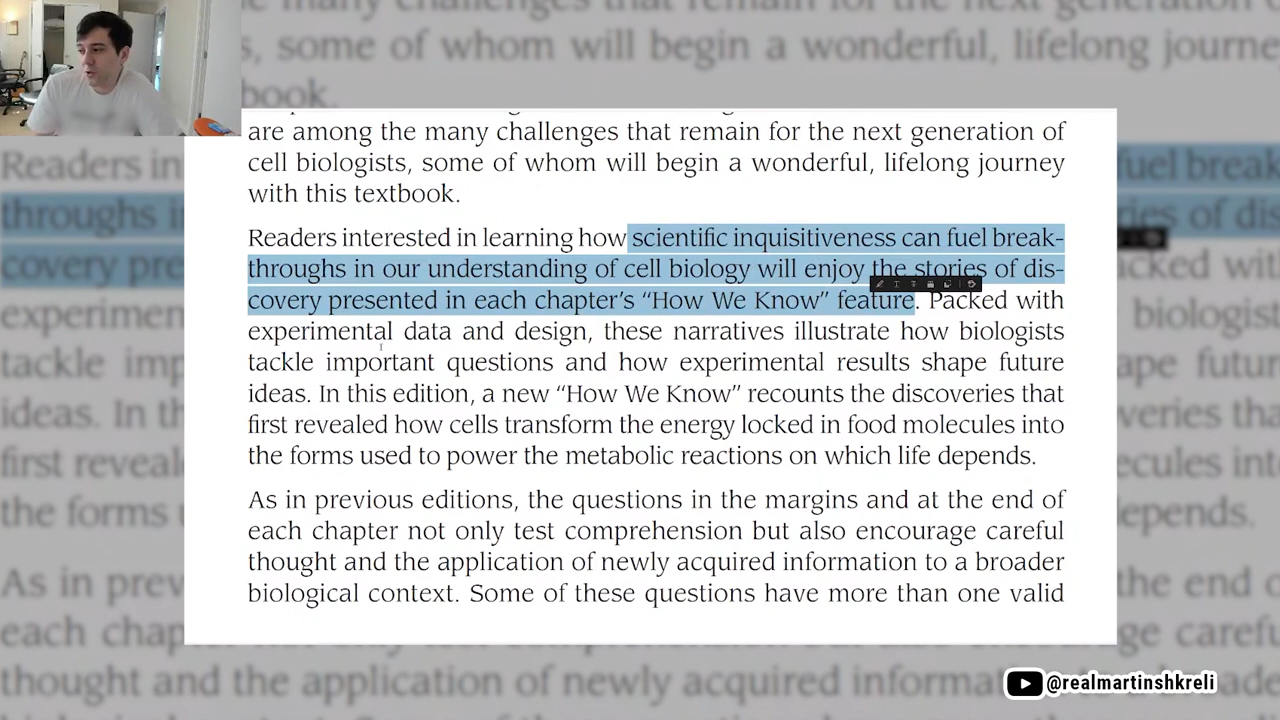 are among the many challenges that remain for the next generation of
cell biologists, some of whom will begin a wonderful, lifelong journey
with this textbook.
Readers interested in learning how scientific inquisitiveness can fuel break-
throughs in our understanding of cell biology will enjoy the stories of dis-
covery presented in each chapter's “How We Know” feature. Packed with
experimental data and design, these narratives illustrate how biologists
tackle important questions and how experimental results shape future
ideas. In this edition, a new “How We Know” recounts the discoveries that
first revealed how cells transform the energy locked in food molecules into
the forms used to power the metabolic reactions on which life depends.
As in previous editions, the questions in the margins and at the end of
each chapter not only test comprehension but also encourage careful
thought and the application of newly acquired information to a broader
biological context. Some of these questions have more than one valid
@realmartinshkreli